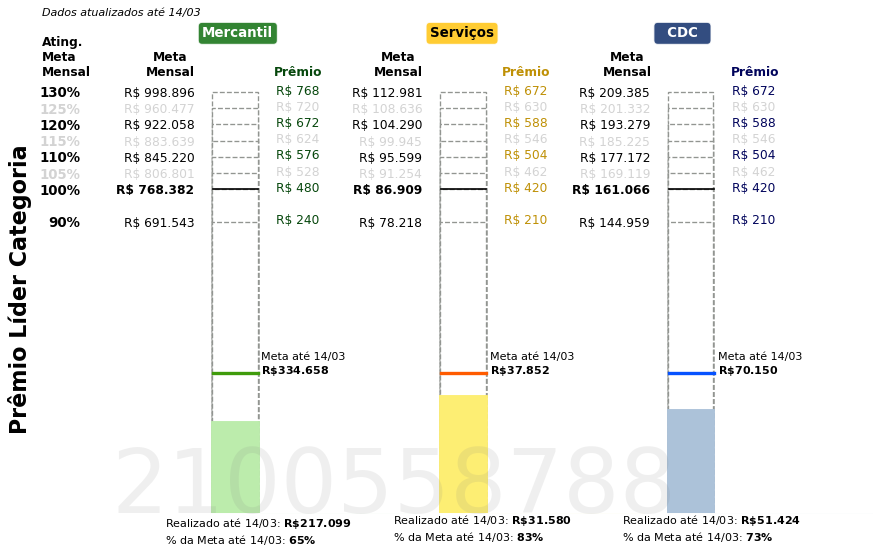 Dados atualizados até 14/03
Mercantil Serviços CDC
Ating. Meta Mensal
Meta Mensal Prêmio Meta Mensal Prêmio Meta Mensal Prêmio
130% R$ 998.896 R$ 768 R$ 112.981 R$ 672 R$ 209.385 R$ 672
125% R$ 960.477 R$ 720 R$ 108.636 R$ 630 R$ 201.332 R$ 630
120% R$ 922.058 R$ 672 R$ 104.290 R$ 588 R$ 193.279 R$ 588
115% R$ 883.639 R$ 624 R$ 99.945 R$ 546 R$ 185.225 R$ 546
110% R$ 845.220 R$ 576 R$ 95.599 R$ 504 R$ 177.172 R$ 504
105% R$ 806.801 R$ 528 R$ 91.254 R$ 462 R$ 169.119 R$ 462
100% R$ 768.382 R$ 480 R$ 86.909 R$ 420 R$ 161.066 R$ 420
90% R$ 691.543 R$ 240 R$ 78.218 R$ 210 R$ 144.959 R$ 210
Prêmio Líder Categoria
Meta até 14/03 Meta até 14/03 Meta até 14/03
R$334.658 R$37.852 R$70.150
2100558788
Realizado até 14/03: R$217.099 Realizado até 14/03: R$31.580 Realizado até 14/03: R$51.424
% da Meta até 14/03: 65% % da Meta até 14/03: 83% % da Meta até 14/03: 73%